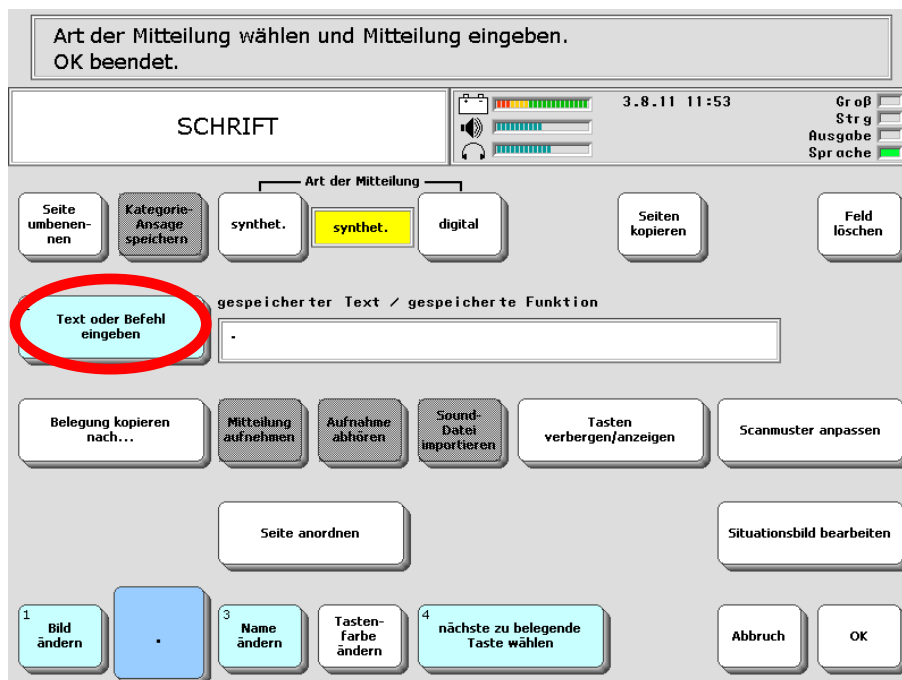 Art der Mitteilung wählen und Mitteilung eingeben.
OK beendet.
SCHRIFT
3.8.11 11:53
Groß
Strg
Ausgabe
Sprache
Art der Mitteilung
Seite
umbenen-
nen
Kategorie-
Ansage
speichern
synthet.
synthet.
digital
Seiten
kopieren
Feld
löschen
Text oder Befehl
eingeben
gespeicherter Text / gespeicherte Funktion
.
Belegung kopieren
nach...
Mitteilung
aufnehmen
Aufnahme
abhören
Sound-
Datei
importieren
Tasten
verbergen/anzeigen
Scanmuster anpassen
Seite anordnen
Situationsbild bearbeiten
1
Bild
ändern
.
3
Name
ändern
Tasten-
farbe
ändern
4
nächste zu belegende
Taste wählen
Abbruch
OK